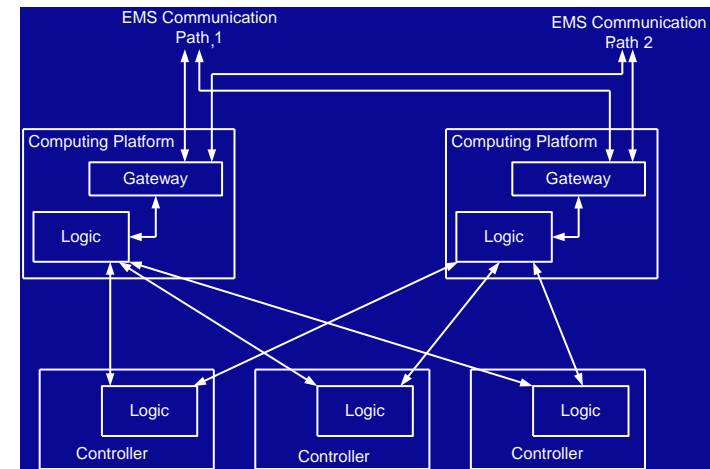 EMS Communication
Path 1
EMS Communication
Path 2
Computing Platform
Computing Platform
Gateway
Gateway
Logic
Logic
Logic
Logic
Logic
Controller
Controller
Controller